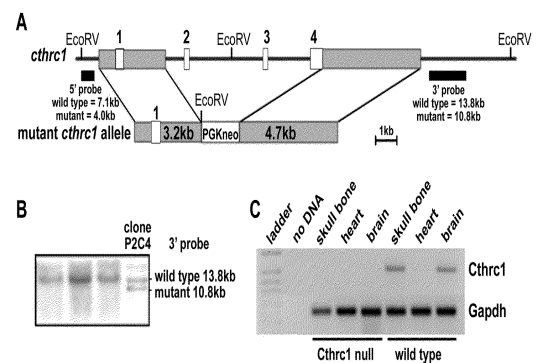 A
EcoRV 1 2 EcoRV 3 4 EcoRV
cthrc1
5' probe
wild type = 7.1kb
mutant = 4.0kb
3' probe
wild type = 13.8kb
mutant = 10.8kb
EcoRV
1
mutant cthrc1 allele 3.2kb PGKneo 4.7kb
1kb
B
clone
P2C4 3' probe
wild type 13.8kb
mutant 10.8kb
C
ladder no DNA skull bone heart brain skull bone heart brain
Cthrc1
Gapdh
Cthrc1 null wild type